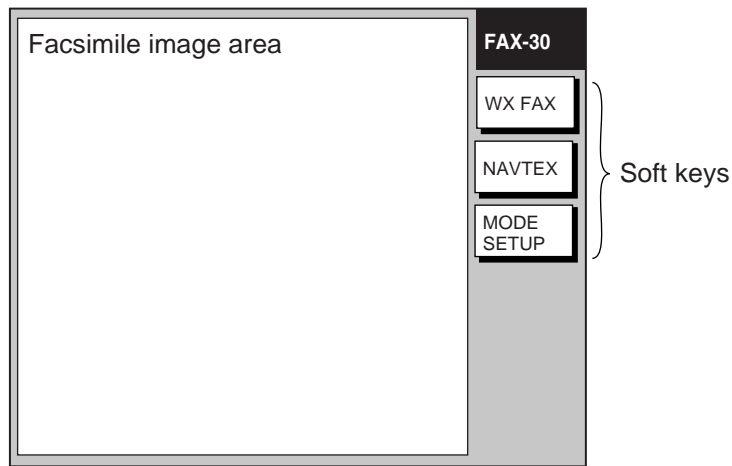 Facsimile image area
FAX-30
WX FAX
NAVTEX
MODE
SETUP
Soft keys